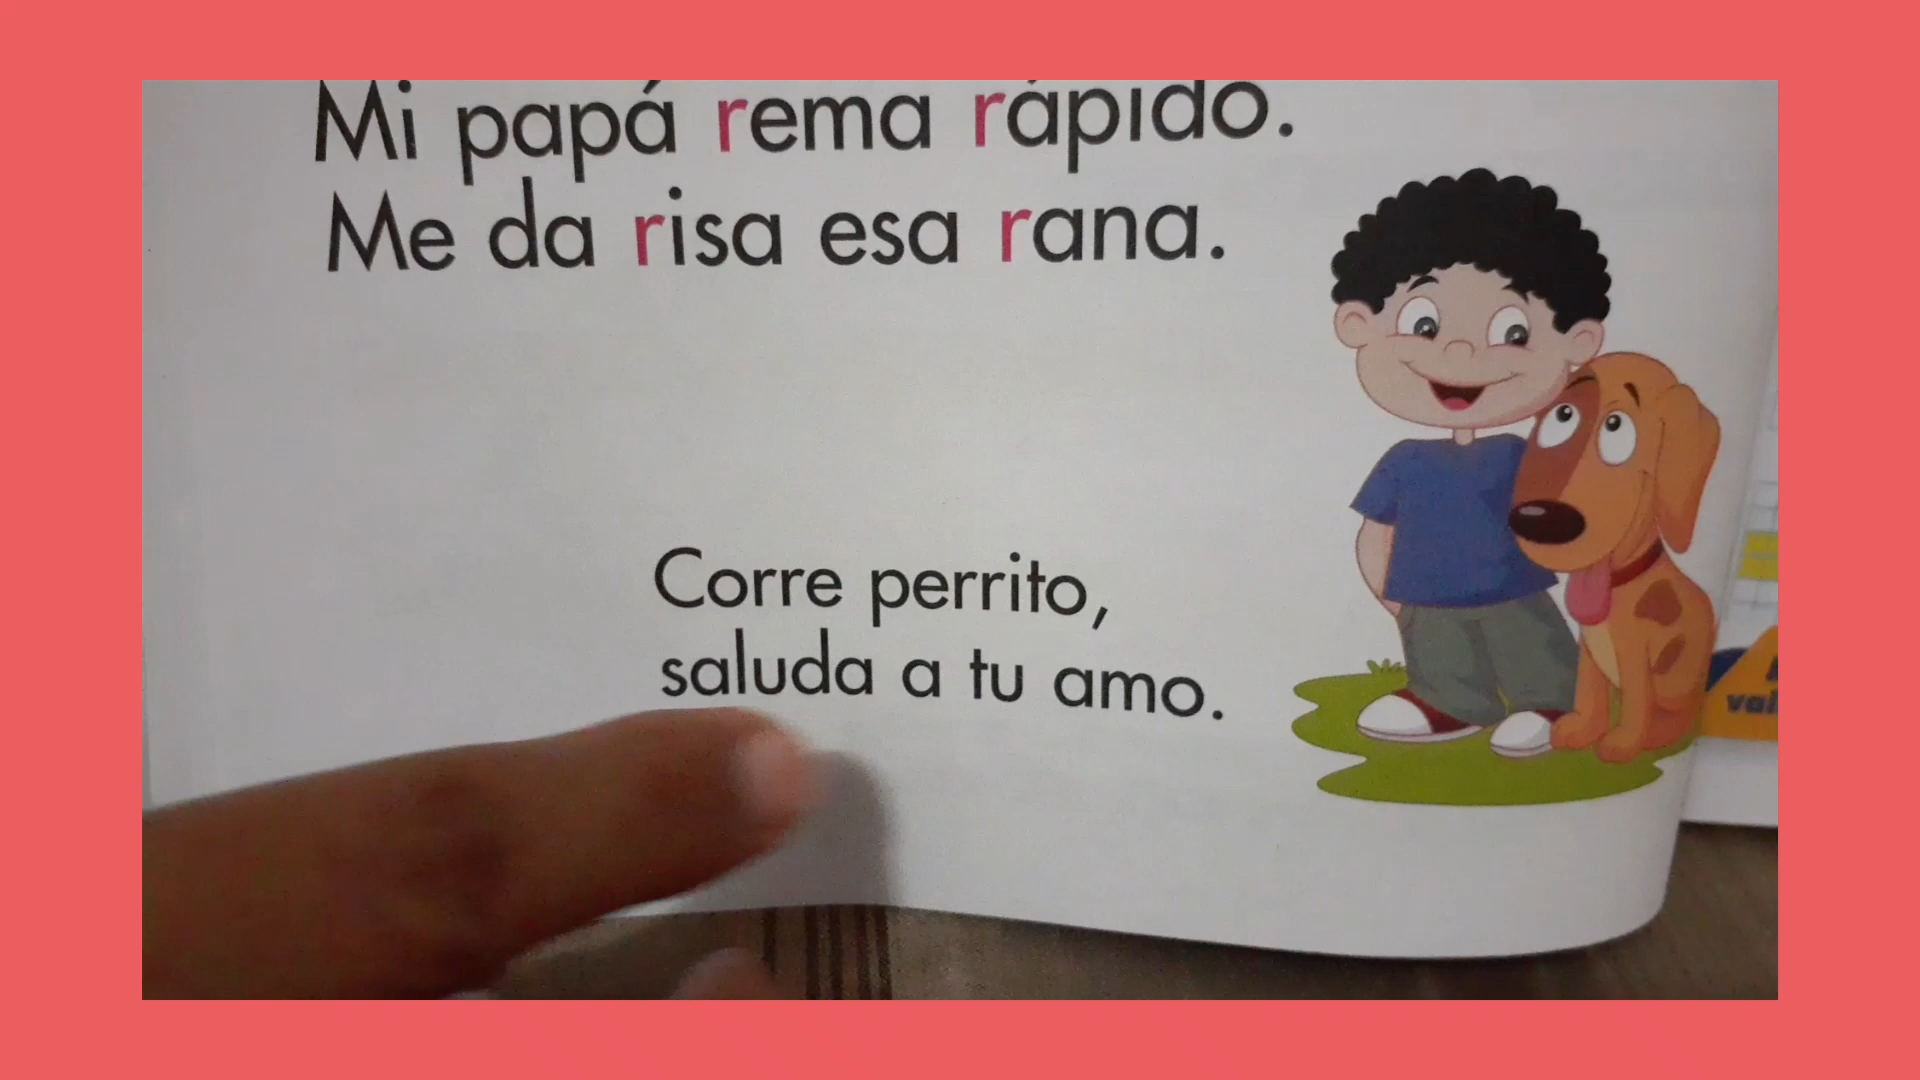 Mi papá rema rápido.
Me da risa esa rana.
Corre perrito,
saluda a tu amo.